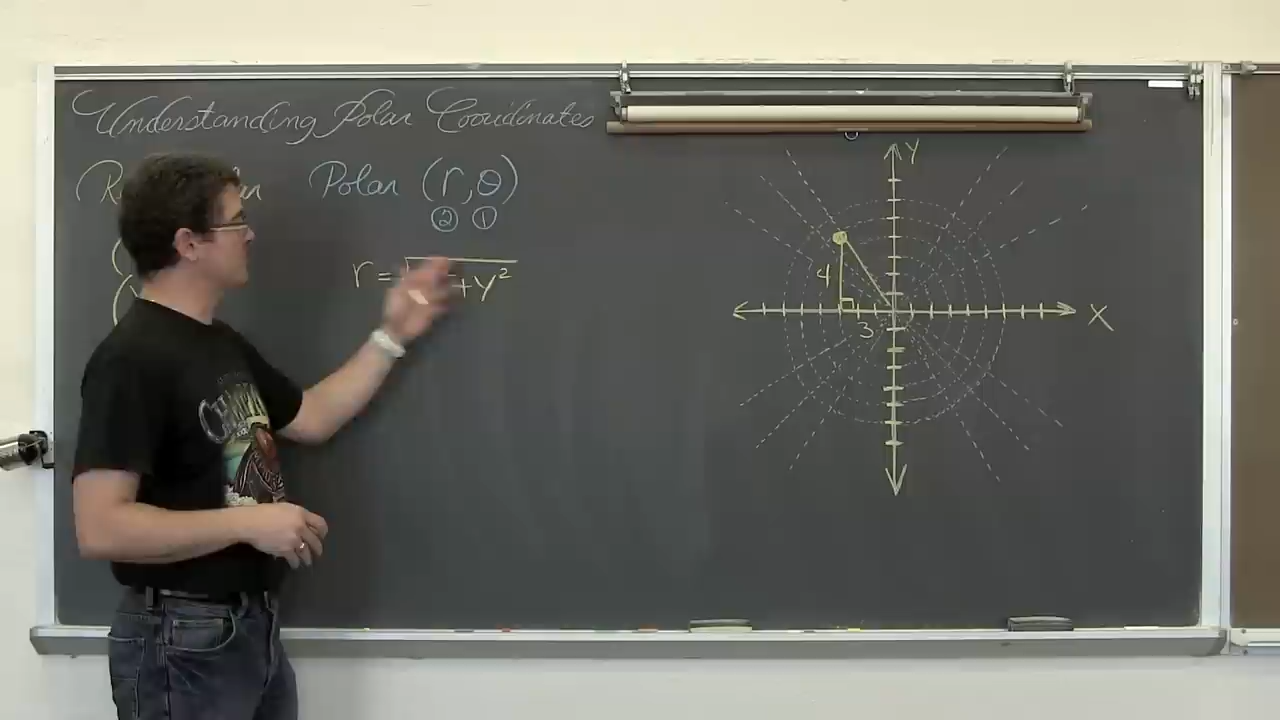 Understanding Polar Coordinates
Polar (r, θ)
② ①
r = +y²
Y
4
3
X